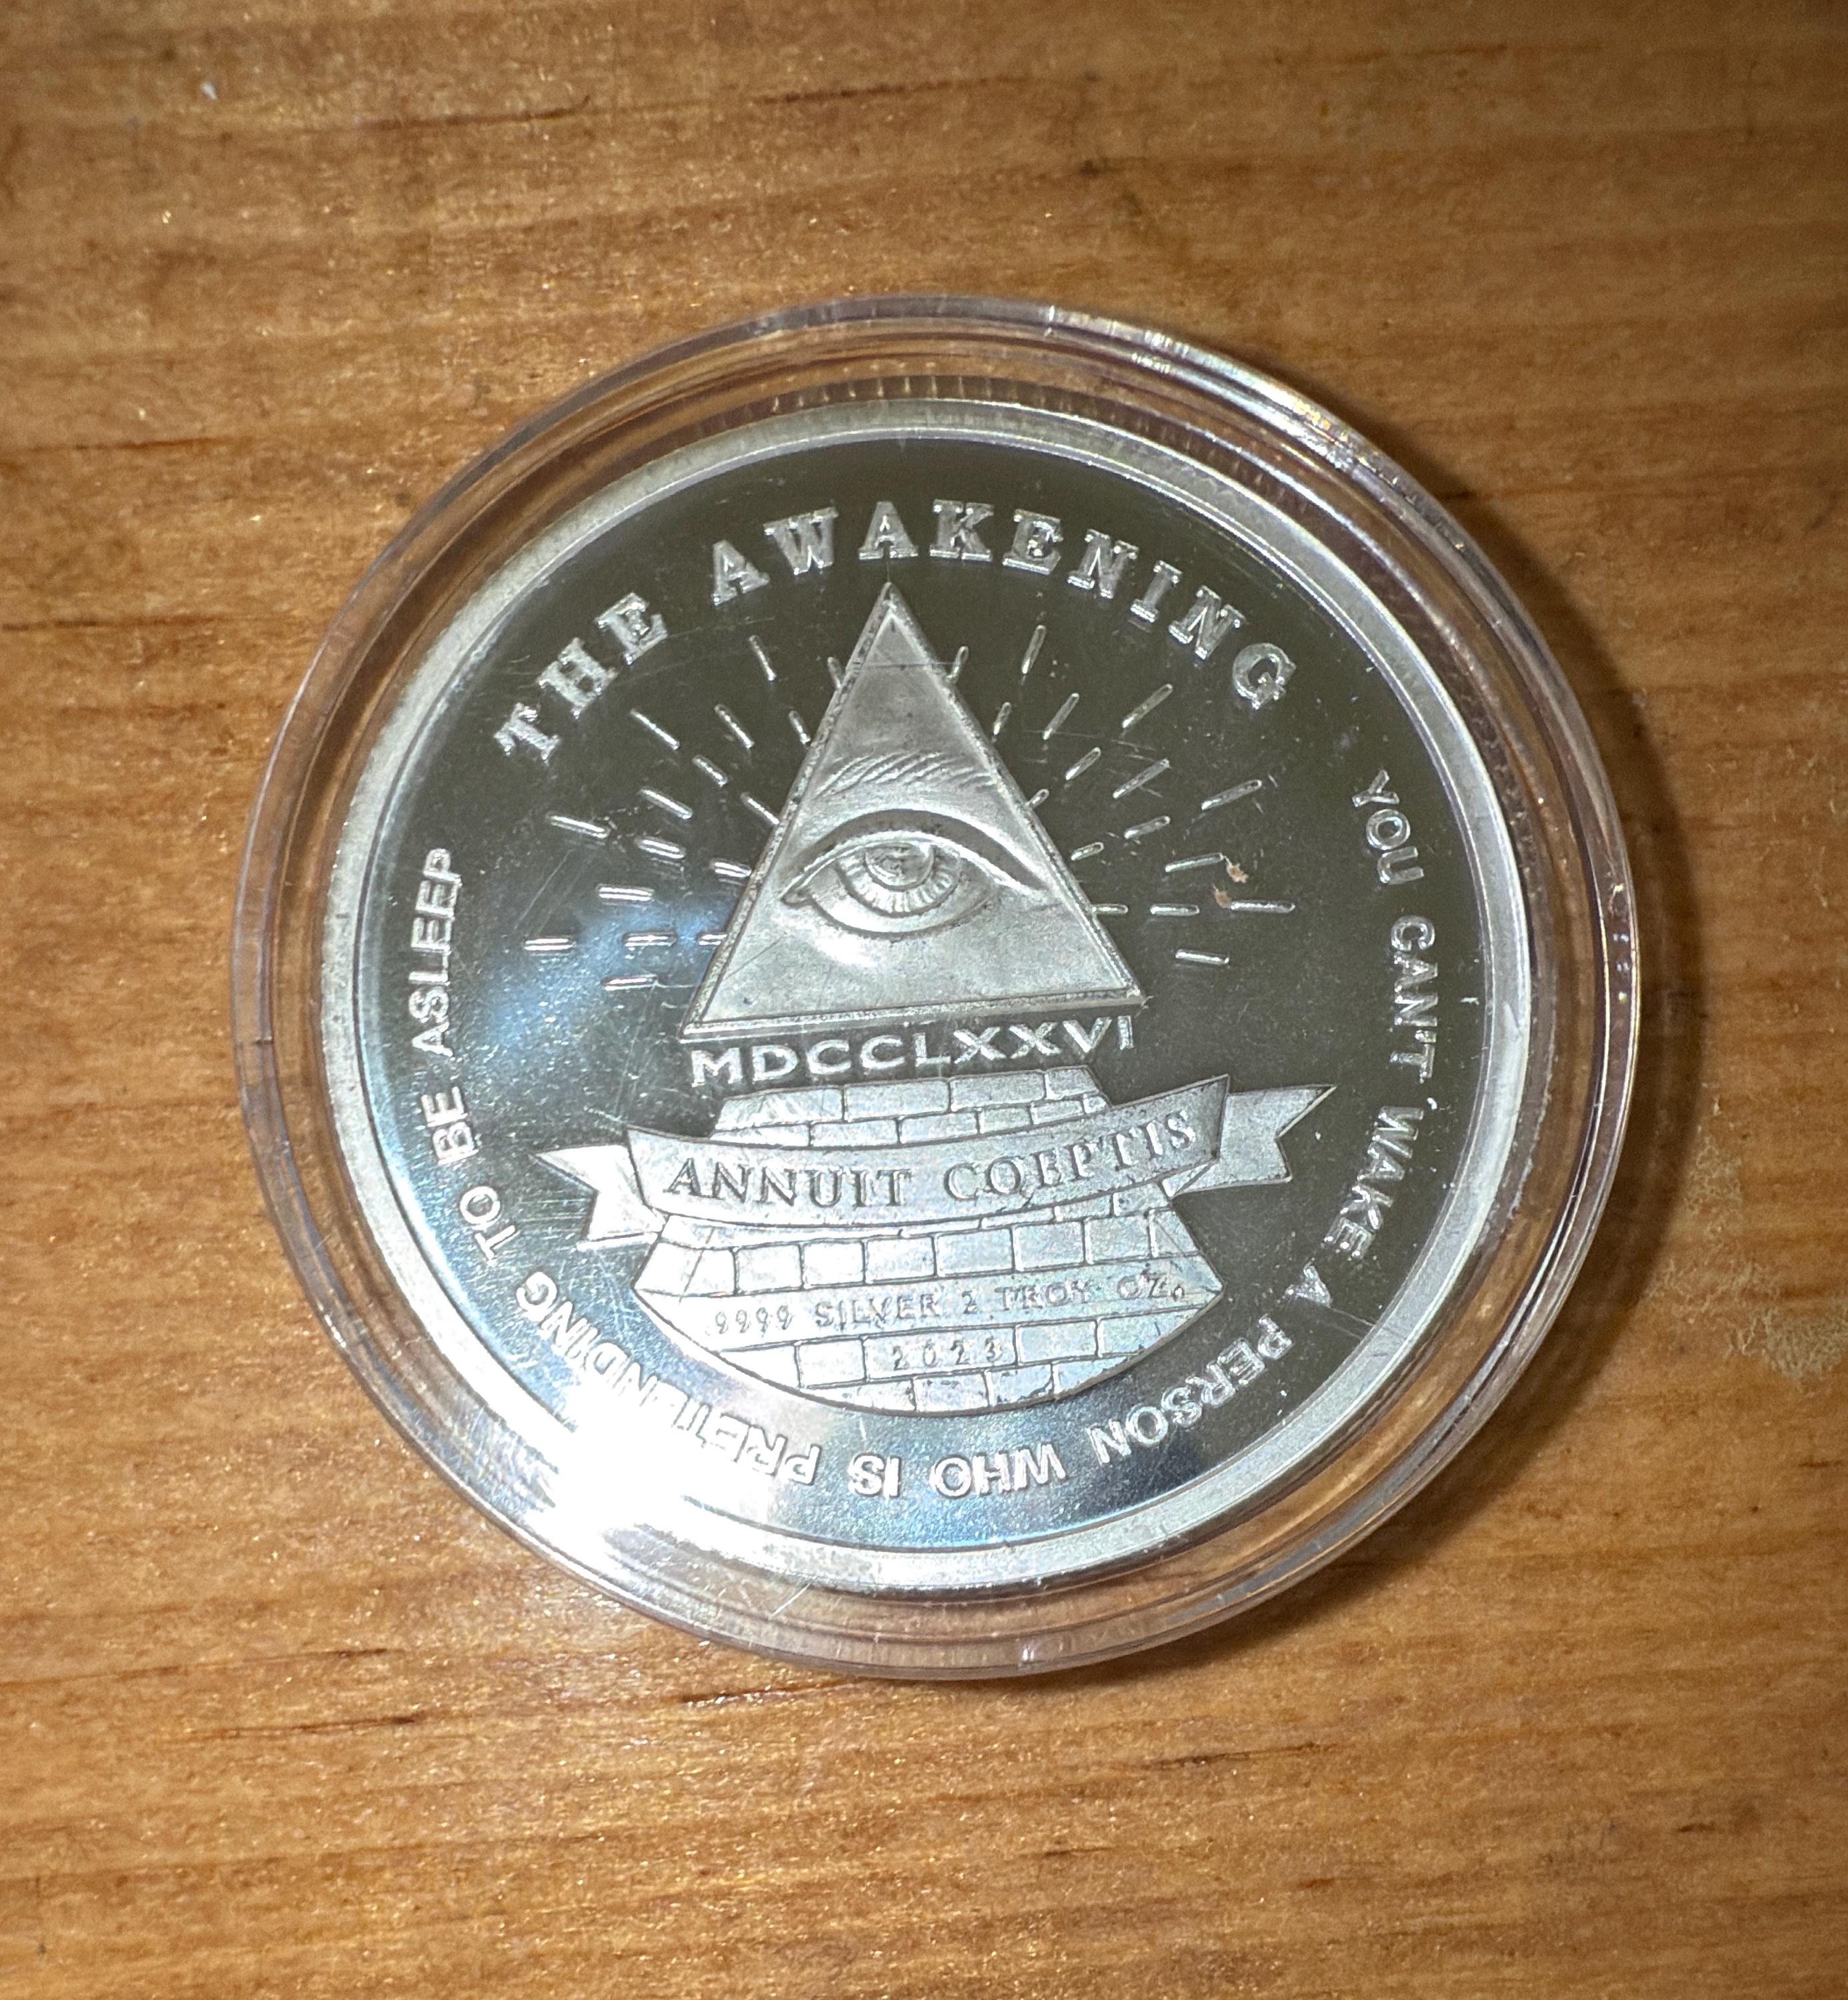 THE AWAKENING
MDCCLXXVI
ANNUIT COEPTIS
9999 SILVER 2 TROY OZ.
2023
YOU CANT WAKE A PERSON WHO IS PRETENDING TO BE ASLEEP